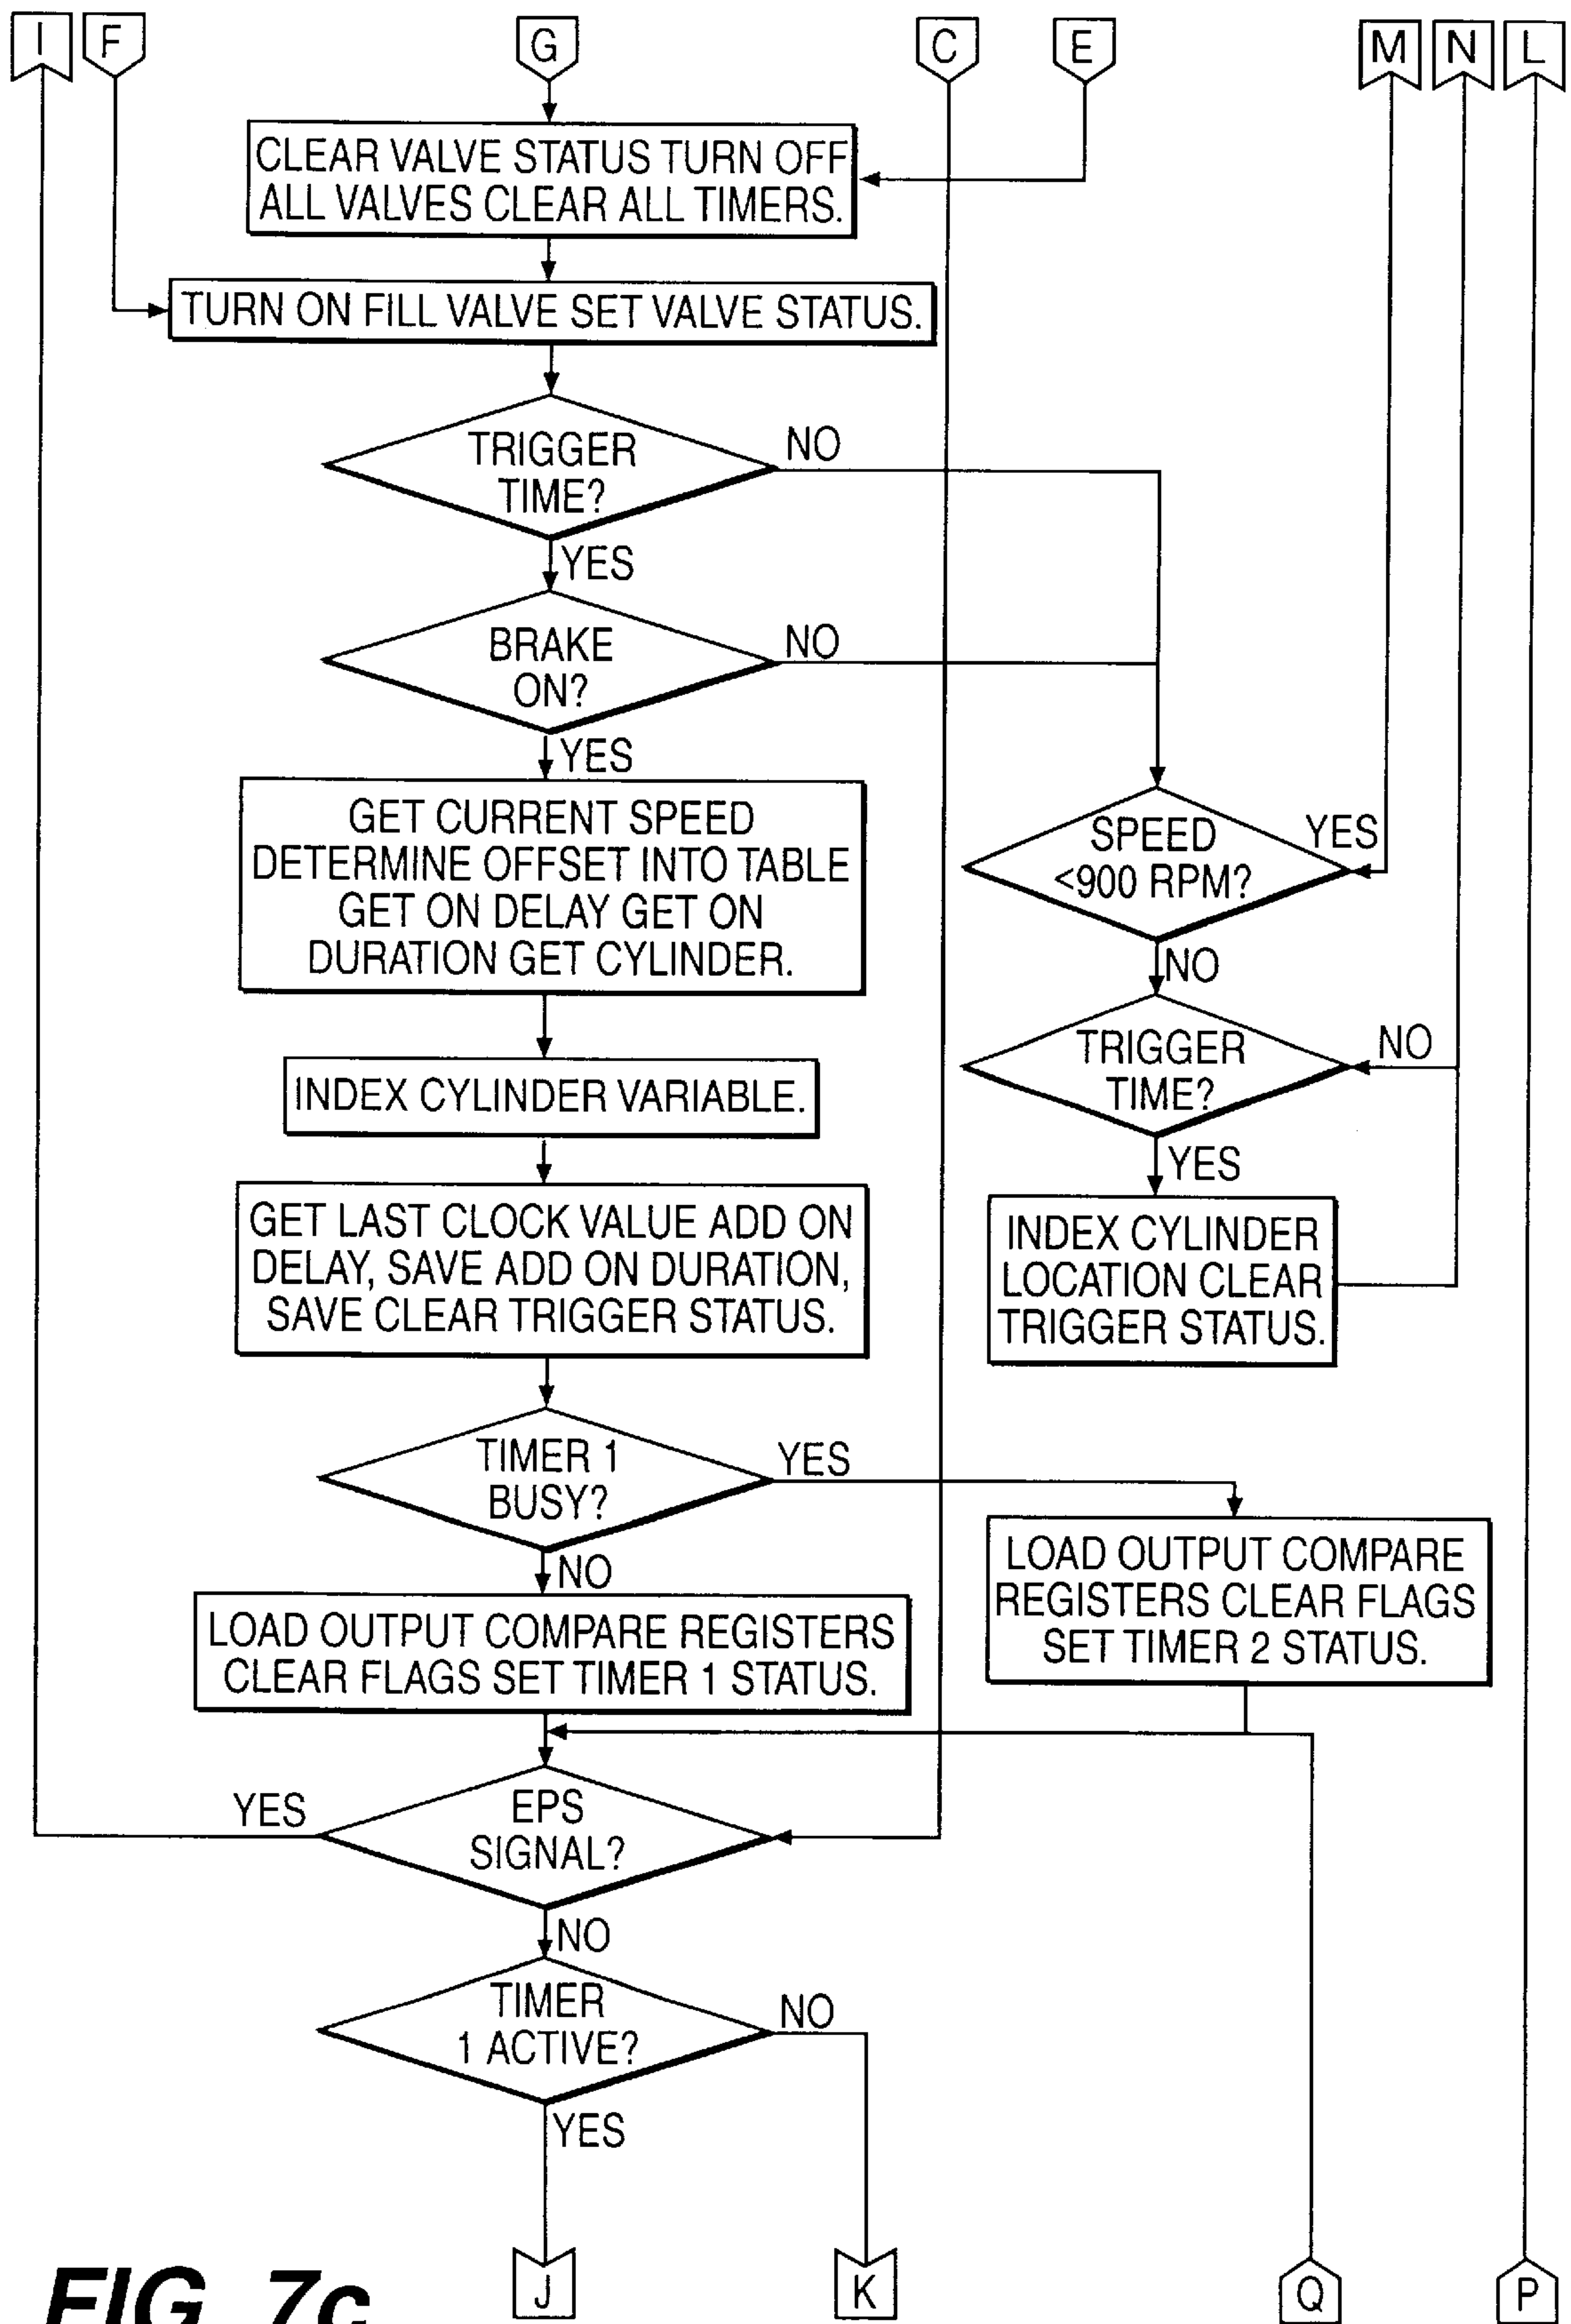 I
F
G
C
E
M
N
L
CLEAR VALVE STATUS TURN OFF
ALL VALVES CLEAR ALL TIMERS.
TURN ON FILL VALVE SET VALVE STATUS.
TRIGGER
TIME?
NO
YES
BRAKE
ON?
NO
YES
GET CURRENT SPEED
DETERMINE OFFSET INTO TABLE
GET ON DELAY GET ON
DURATION GET CYLINDER.
SPEED
<900 RPM?
YES
NO
TRIGGER
TIME?
NO
YES
INDEX CYLINDER VARIABLE.
GET LAST CLOCK VALUE ADD ON
DELAY, SAVE ADD ON DURATION,
SAVE CLEAR TRIGGER STATUS.
INDEX CYLINDER
LOCATION CLEAR
TRIGGER STATUS.
TIMER 1
BUSY?
YES
NO
LOAD OUTPUT COMPARE
REGISTERS CLEAR FLAGS
SET TIMER 2 STATUS.
LOAD OUTPUT COMPARE REGISTERS
CLEAR FLAGS SET TIMER 1 STATUS.
EPS
SIGNAL?
YES
NO
TIMER
1 ACTIVE?
NO
YES
J
K
Q
P
FIG. 7c